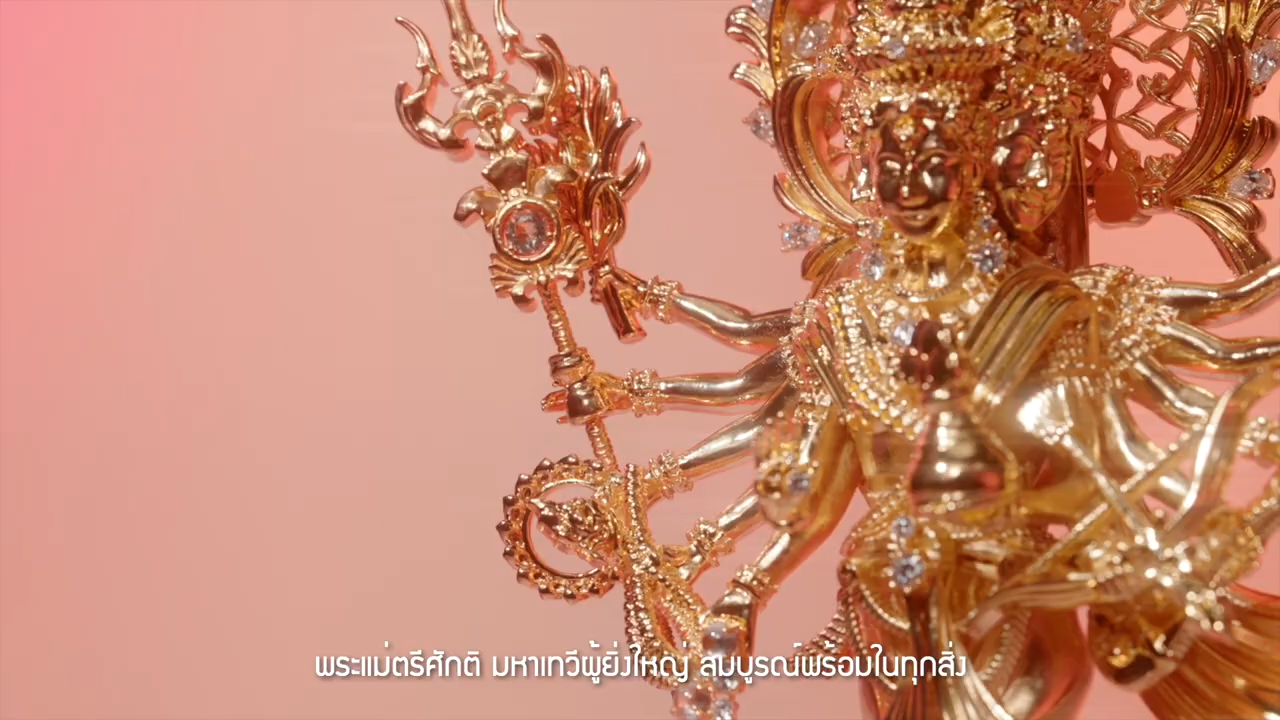 พระแม่ตรีศักติ มหาเทวีผู้ยิ่งใหญ่ สมบูรณ์พร้อมในทุกสิ่ง